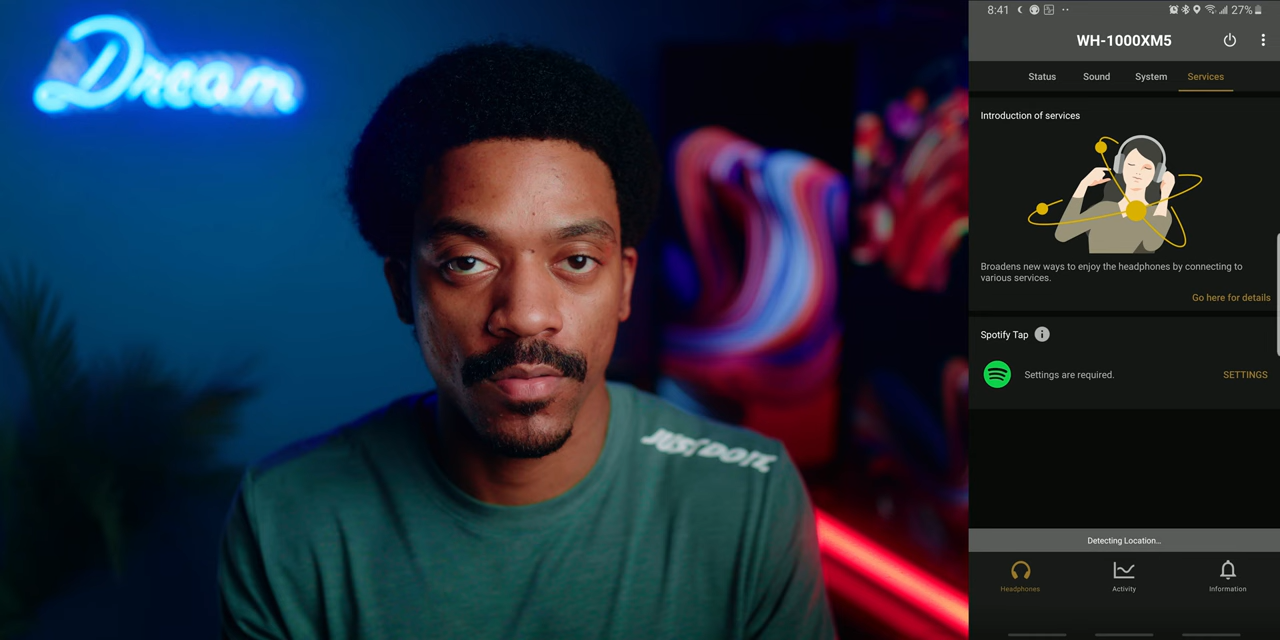 Dream
JUST DO IT.
8:41
27%
WH-1000XM5
Status
Sound
System
Services
Introduction of services
Broadens new ways to enjoy the headphones by connecting to
various services.
Go here for details
Spotify Tap
Settings are required.
SETTINGS
Detecting Location...
Headphones
Activity
Information